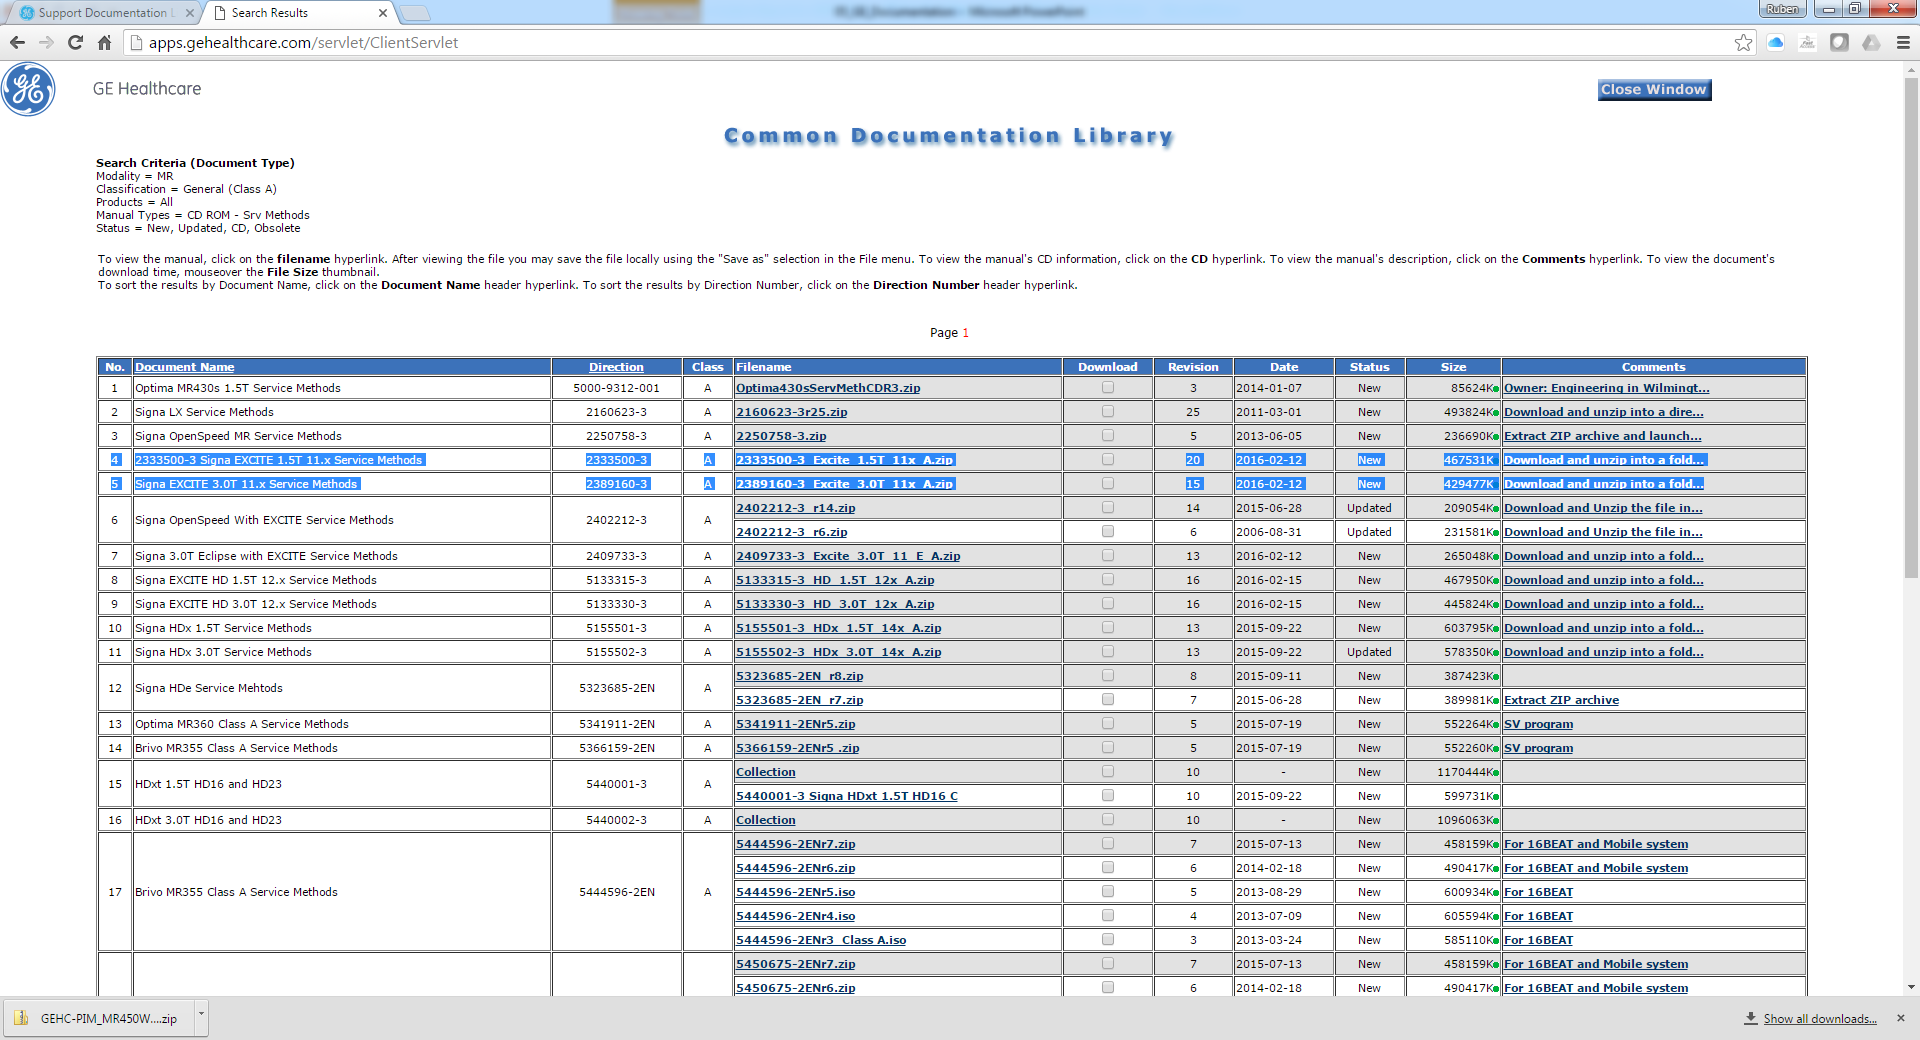 Support Documentation L
Search Results
Ruben
apps.gehealthcare.com/servlet/ClientServlet
GE Healthcare
Close Window
Common Documentation Library
Search Criteria (Document Type)
Modality = MR
Classification = General (Class A)
Products = All
Manual Types = CD ROM - Srv Methods
Status = New, Updated, CD, Obsolete
To view the manual, click on the filename hyperlink. After viewing the file you may save the file locally using the "Save as" selection in the File menu. To view the manual's CD information, click on the CD hyperlink. To view the manual's description, click on the Comments hyperlink. To view the document's
download time, mouseover the File Size thumbnail.
To sort the results by Document Name, click on the Document Name header hyperlink. To sort the results by Direction Number, click on the Direction Number header hyperlink.
Page 1
No. Document Name Direction Class Filename Download Revision Date Status Size Comments
1 Optima MR430s 1.5T Service Methods 5000-9312-001 A Optima430sServMethCDR3.zip 3 2014-01-07 New 85624K Owner: Engineering in Wilmingt...
2 Signa LX Service Methods 2160623-3 A 2160623-3r25.zip 25 2011-03-01 New 493824K Download and unzip into a dire...
3 Signa OpenSpeed MR Service Methods 2250758-3 A 2250758-3.zip 5 2013-06-05 New 236690K Extract ZIP archive and launch...
4 2333500-3 Signa EXCITE 1.5T 11.x Service Methods 2333500-3 A 2333500-3_Excite_1.5T_11x_A.zip 20 2016-02-12 New 467531K Download and unzip into a fold...
5 Signa EXCITE 3.0T 11.x Service Methods 2389160-3 A 2389160-3_Excite_3.0T_11x_A.zip 15 2016-02-12 New 429477K Download and unzip into a fold...
6 Signa OpenSpeed With EXCITE Service Methods 2402212-3 A 2402212-3_r14.zip 14 2015-06-28 Updated 209054K Download and Unzip the file in...
2402212-3_r6.zip 6 2006-08-31 Updated 231581K Download and Unzip the file in...
7 Signa 3.0T Eclipse with EXCITE Service Methods 2409733-3 A 2409733-3_Excite_3.0T_11_E_A.zip 13 2016-02-12 New 265048K Download and unzip into a fold...
8 Signa EXCITE HD 1.5T 12.x Service Methods 5133315-3 A 5133315-3_HD_1.5T_12x_A.zip 16 2016-02-15 New 467950K Download and unzip into a fold...
9 Signa EXCITE HD 3.0T 12.x Service Methods 5133330-3 A 5133330-3_HD_3.0T_12x_A.zip 16 2016-02-15 New 445824K Download and unzip into a fold...
10 Signa HDx 1.5T Service Methods 5155501-3 A 5155501-3_HDx_1.5T_14x_A.zip 13 2015-09-22 New 603795K Download and unzip into a fold...
11 Signa HDx 3.0T Service Methods 5155502-3 A 5155502-3_HDx_3.0T_14x_A.zip 13 2015-09-22 Updated 578350K Download and unzip into a fold...
12 Signa HDe Service Mehtods 5323685-2EN A 5323685-2EN_r8.zip 8 2015-09-11 New 387423K
5323685-2EN_r7.zip 7 2015-06-28 New 389981K Extract ZIP archive
13 Optima MR360 Class A Service Methods 5341911-2EN A 5341911-2ENr5.zip 5 2015-07-19 New 552264K SV program
14 Brivo MR355 Class A Service Methods 5366159-2EN A 5366159-2ENr5 .zip 5 2015-07-19 New 552260K SV program
15 HDxt 1.5T HD16 and HD23 5440001-3 A Collection 10 - New 1170444K
5440001-3 Signa HDxt 1.5T HD16 C 10 2015-09-22 New 599731K
16 HDxt 3.0T HD16 and HD23 5440002-3 A Collection 10 - New 1096063K
17 Brivo MR355 Class A Service Methods 5444596-2EN A 5444596-2ENr7.zip 7 2015-07-13 New 458159K For 16BEAT and Mobile system
5444596-2ENr6.zip 6 2014-02-18 New 490417K For 16BEAT and Mobile system
5444596-2ENr5.iso 5 2013-08-29 New 600934K For 16BEAT
5444596-2ENr4.iso 4 2013-07-09 New 605594K For 16BEAT
5444596-2ENr3_Class A.iso 3 2013-03-24 New 585110K For 16BEAT
5450675-2ENr7.zip 7 2015-07-13 New 458159K For 16BEAT and Mobile system
5450675-2ENr6.zip 6 2014-02-18 New 490417K For 16BEAT and Mobile system
GEHC-PIM_MR450W....zip
Show all downloads...